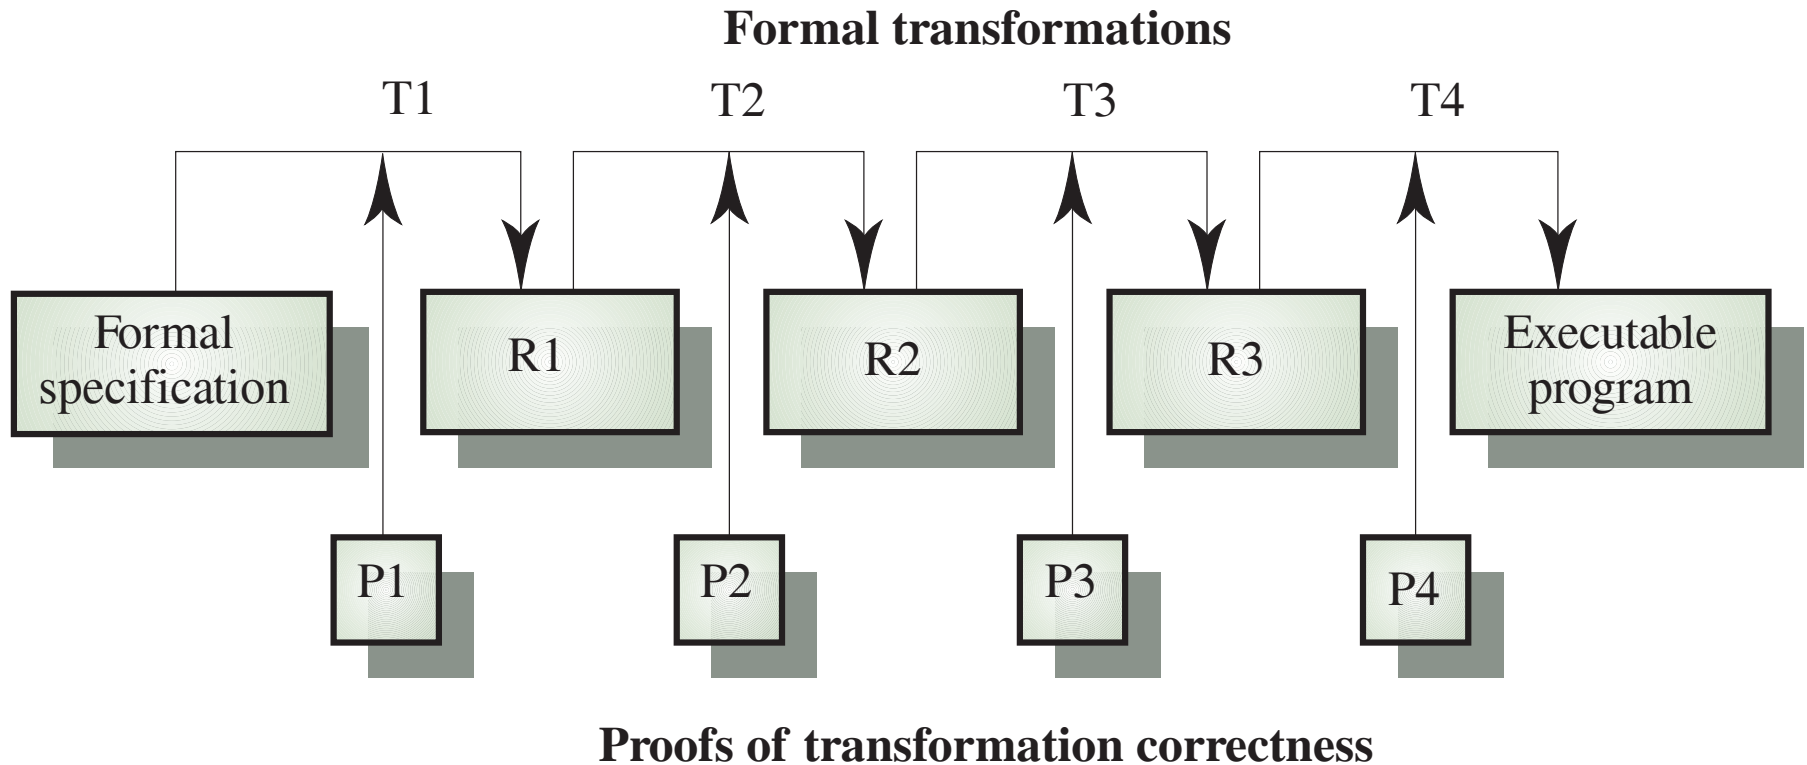 Formal transformations
T1 T2 T3 T4
Formal
specification
R1
R2
R3
Executable
program
P1
P2
P3
P4
Proofs of transformation correctness